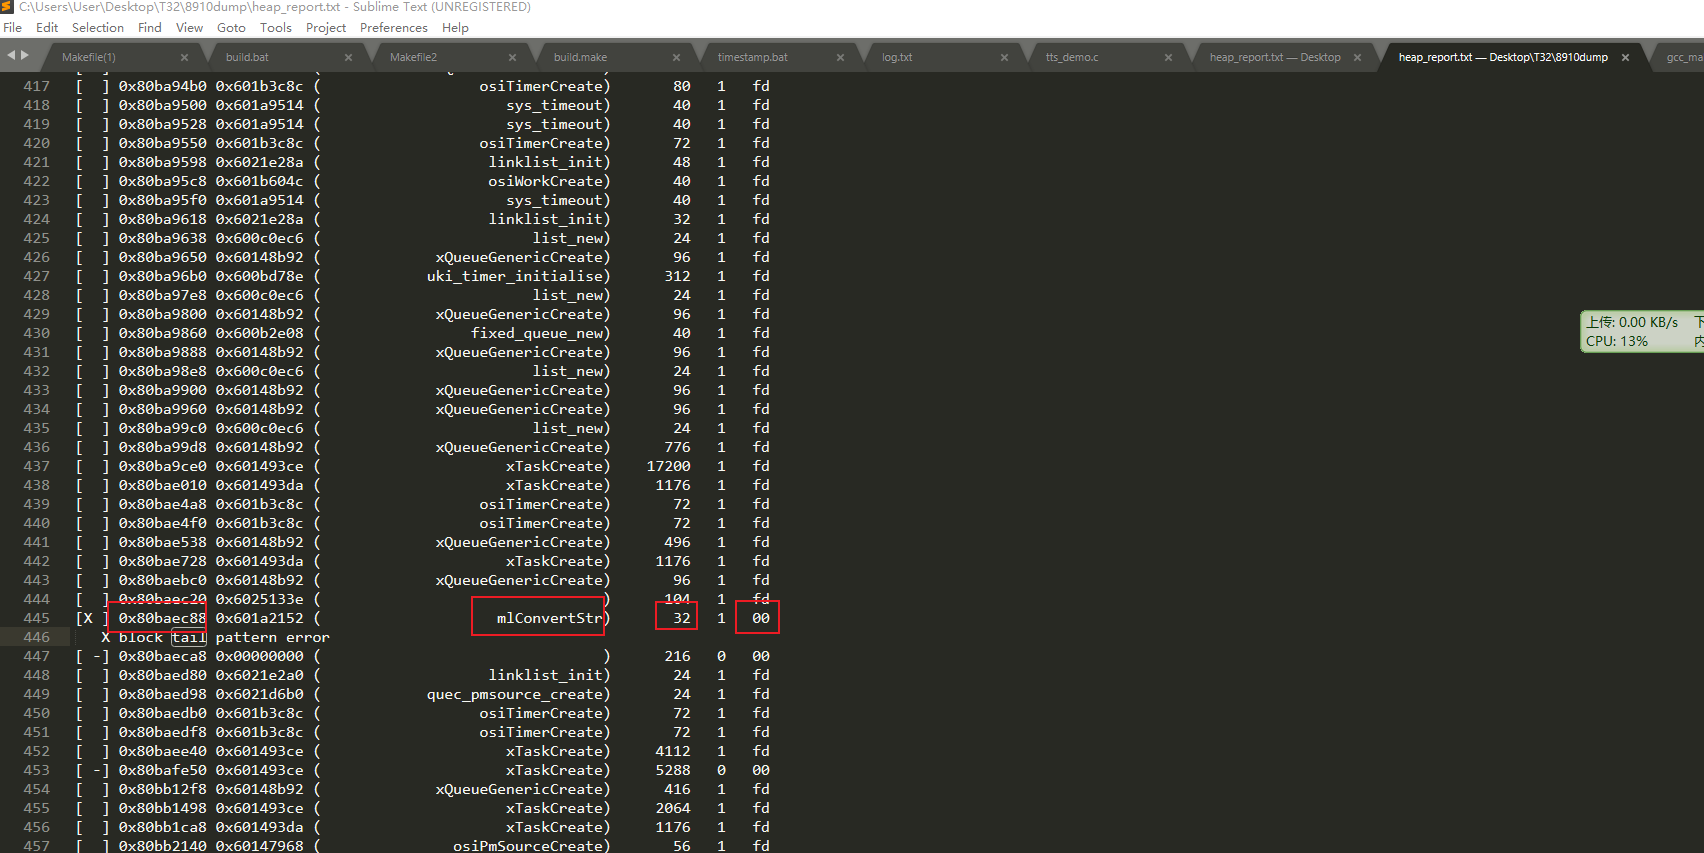 C:\Users\User\Desktop\T32\8910dump\heap_report.txt - Sublime Text (UNREGISTERED)
File Edit Selection Find View Goto Tools Project Preferences Help
Makefile(1) build.bat Makefile2 build.make timestamp.bat log.txt tts_demo.c heap_report.txt — Desktop heap_report.txt — Desktop\T32\8910dump gcc_ma
417 [ ] 0x80ba94b0 0x601b3c8c ( osiTimerCreate) 80 1 fd
418 [ ] 0x80ba9500 0x601a9514 ( sys_timeout) 40 1 fd
419 [ ] 0x80ba9528 0x601a9514 ( sys_timeout) 40 1 fd
420 [ ] 0x80ba9550 0x601b3c8c ( osiTimerCreate) 72 1 fd
421 [ ] 0x80ba9598 0x6021e28a ( linklist_init) 48 1 fd
422 [ ] 0x80ba95c8 0x601b604c ( osiWorkCreate) 40 1 fd
423 [ ] 0x80ba95f0 0x601a9514 ( sys_timeout) 40 1 fd
424 [ ] 0x80ba9618 0x6021e28a ( linklist_init) 32 1 fd
425 [ ] 0x80ba9638 0x600c0ec6 ( list_new) 24 1 fd
426 [ ] 0x80ba9650 0x60148b92 ( xQueueGenericCreate) 96 1 fd
427 [ ] 0x80ba96b0 0x600bd78e ( uki_timer_initialise) 312 1 fd
428 [ ] 0x80ba97e8 0x600c0ec6 ( list_new) 24 1 fd
429 [ ] 0x80ba9800 0x60148b92 ( xQueueGenericCreate) 96 1 fd
430 [ ] 0x80ba9860 0x600b2e08 ( fixed_queue_new) 40 1 fd
431 [ ] 0x80ba9888 0x60148b92 ( xQueueGenericCreate) 96 1 fd
432 [ ] 0x80ba98e8 0x600c0ec6 ( list_new) 24 1 fd
433 [ ] 0x80ba9900 0x60148b92 ( xQueueGenericCreate) 96 1 fd
434 [ ] 0x80ba9960 0x60148b92 ( xQueueGenericCreate) 96 1 fd
435 [ ] 0x80ba99c0 0x600c0ec6 ( list_new) 24 1 fd
436 [ ] 0x80ba99d8 0x60148b92 ( xQueueGenericCreate) 776 1 fd
437 [ ] 0x80ba9ce0 0x601493ce ( xTaskCreate) 17200 1 fd
438 [ ] 0x80bae010 0x601493da ( xTaskCreate) 1176 1 fd
439 [ ] 0x80bae4a8 0x601b3c8c ( osiTimerCreate) 72 1 fd
440 [ ] 0x80bae4f0 0x601b3c8c ( osiTimerCreate) 72 1 fd
441 [ ] 0x80bae538 0x60148b92 ( xQueueGenericCreate) 496 1 fd
442 [ ] 0x80bae728 0x601493da ( xTaskCreate) 1176 1 fd
443 [ ] 0x80baebc0 0x60148b92 ( xQueueGenericCreate) 96 1 fd
444 [ ] 0x80baec20 0x6025133e ( ) 104 1 fd
445 [X ] 0x80baec88 0x601a2152 ( mlConvertStr) 32 1 00
446 X block tail pattern error
447 [ -] 0x80baeca8 0x00000000 ( ) 216 0 00
448 [ ] 0x80baed80 0x6021e2a0 ( linklist_init) 24 1 fd
449 [ ] 0x80baed98 0x6021d6b0 ( quec_pmsource_create) 24 1 fd
450 [ ] 0x80baedb0 0x601b3c8c ( osiTimerCreate) 72 1 fd
451 [ ] 0x80baedf8 0x601b3c8c ( osiTimerCreate) 72 1 fd
452 [ ] 0x80baee40 0x601493ce ( xTaskCreate) 4112 1 fd
453 [ -] 0x80bafe50 0x601493ce ( xTaskCreate) 5288 0 00
454 [ ] 0x80bb12f8 0x60148b92 ( xQueueGenericCreate) 416 1 fd
455 [ ] 0x80bb1498 0x601493ce ( xTaskCreate) 2064 1 fd
456 [ ] 0x80bb1ca8 0x601493da ( xTaskCreate) 1176 1 fd
457 [ ] 0x80bb2140 0x60147968 ( osiPmSourceCreate) 56 1 fd
上传: 0.00 KB/s 下
CPU: 13% 内